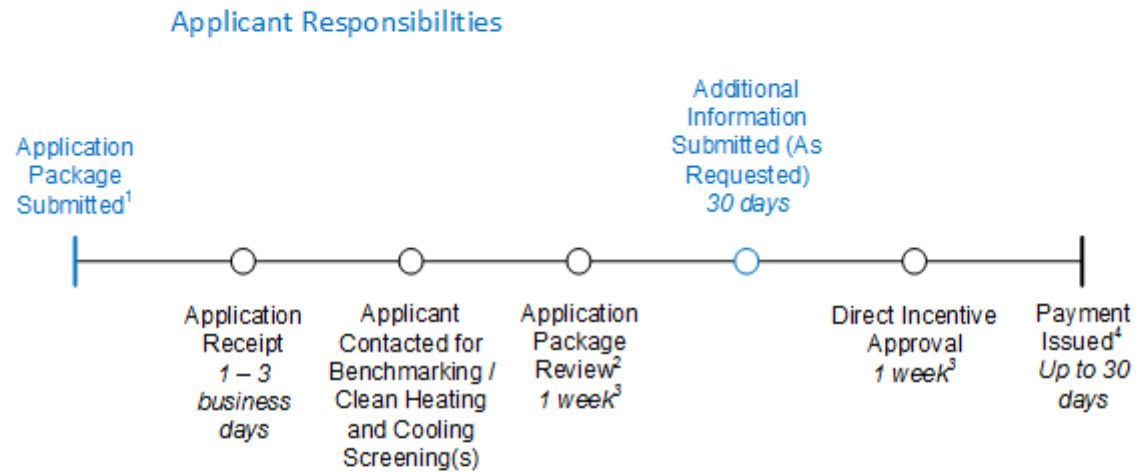 Applicant Responsibilities
Application
Package
Submitted¹
Additional
Information
Submitted (As
Requested)
30 days
Application
Receipt
1 – 3
business
days
Applicant
Contacted for
Benchmarking /
Clean Heating
and Cooling
Screening(s)
Application
Package
Review²
1 week³
Direct Incentive
Approval
1 week³
Payment
Issued⁴
Up to 30
days